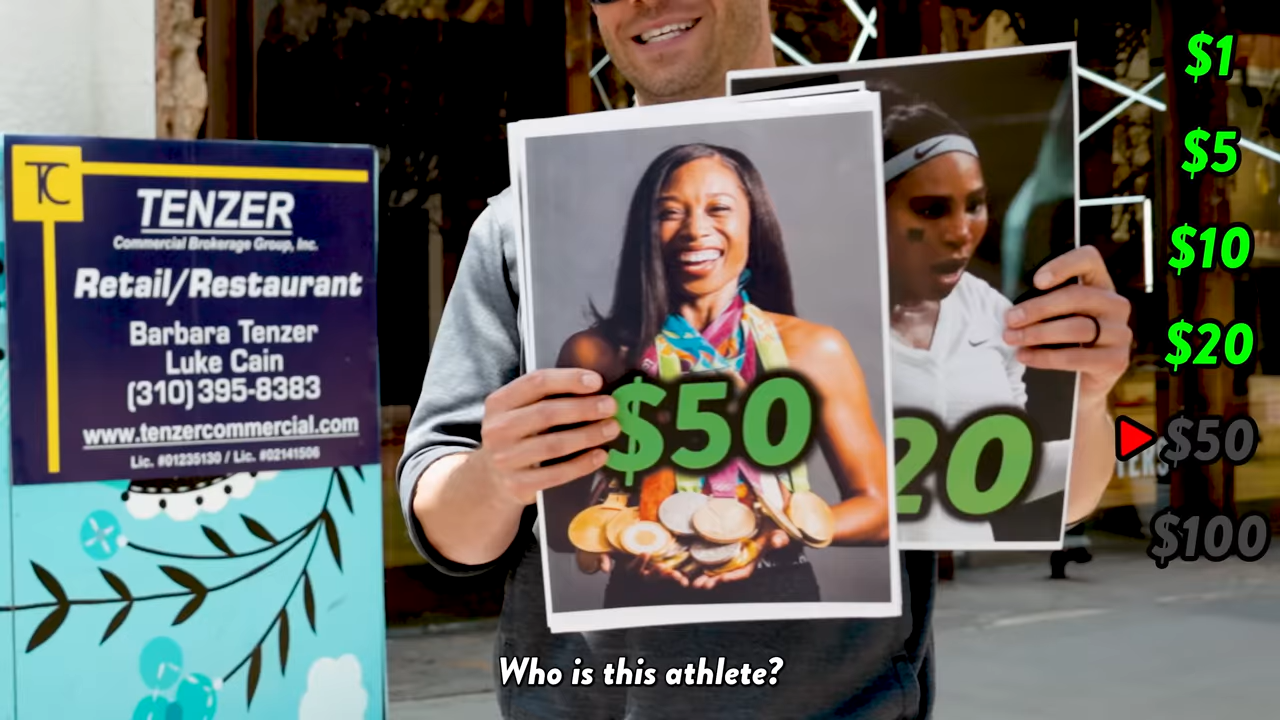 TC
TENZER
Commercial Brokerage Group, Inc.
Retail/Restaurant
Barbara Tenzer
Luke Cain
(310) 395-8383
www.tenzercommercial.com
Lic. #01235130 / Lic. #02141506
$50
20
$1
$5
$10
$20
$50
$100
Who is this athlete?